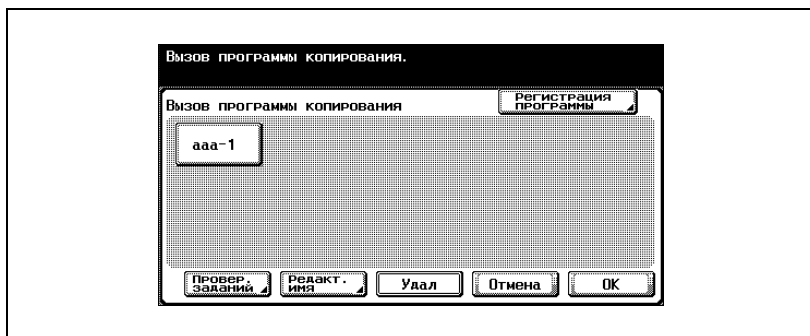 Вызов программы копирования.
Вызов программы копирования
Регистрация
программы
aaa-1
Провер.
заданий
Редакт.
имя
Удал
Отмена
OK